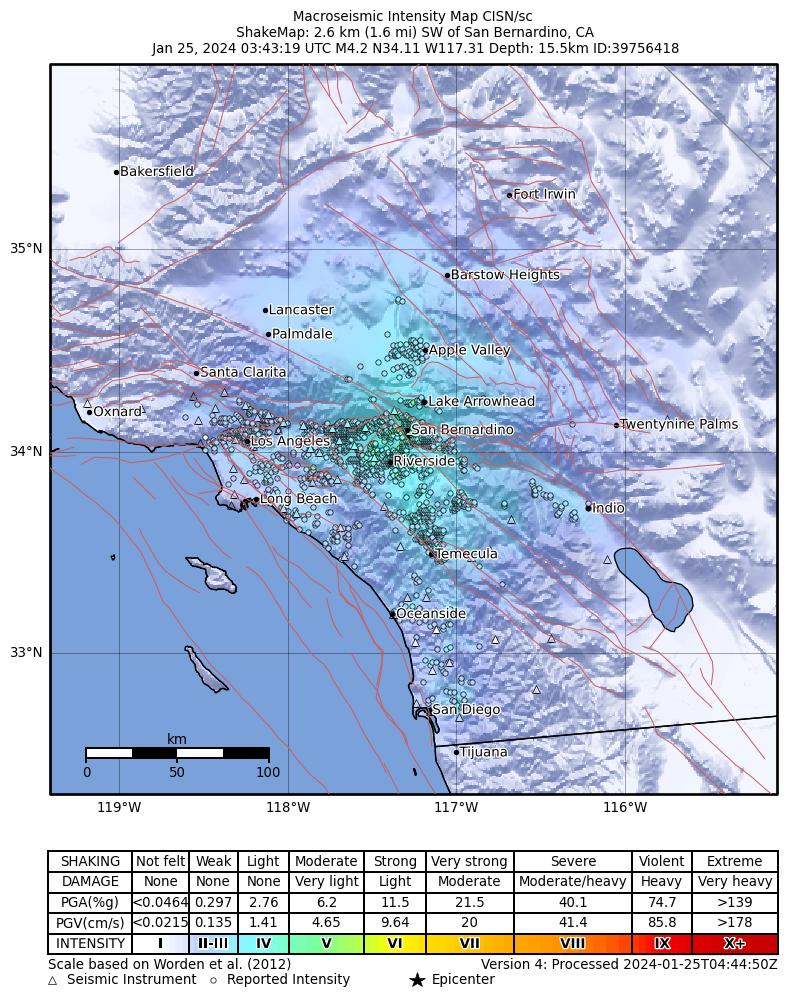 Macroseismic Intensity Map CISN/sc
ShakeMap: 2.6 km (1.6 mi) SW of San Bernardino, CA
Jan 25, 2024 03:43:19 UTC M4.2 N34.11 W117.31 Depth: 15.5km ID:39756418
Bakersfield
Fort Irwin
35°N
Barstow Heights
Lancaster
Palmdale
Apple Valley
Santa Clarita
Lake Arrowhead
Oxnard
Twentynine Palms
San Bernardino
Los Angeles
34°N
Riverside
Long Beach
Indio
Temecula
Oceanside
33°N
San Diego
km
Tijuana
0 50 100
119°W 118°W 117°W 116°W
SHAKING Not felt Weak Light Moderate Strong Very strong Severe Violent Extreme
DAMAGE None None None Very light Light Moderate Moderate/heavy Heavy Very heavy
PGA(%g) <0.0464 0.297 2.76 6.2 11.5 21.5 40.1 74.7 >139
PGV(cm/s) <0.0215 0.135 1.41 4.65 9.64 20 41.4 85.8 >178
INTENSITY I II-III IV V VI VII VIII IX X+
Scale based on Worden et al. (2012) Version 4: Processed 2024-01-25T04:44:50Z
△ Seismic Instrument ○ Reported Intensity ★ Epicenter